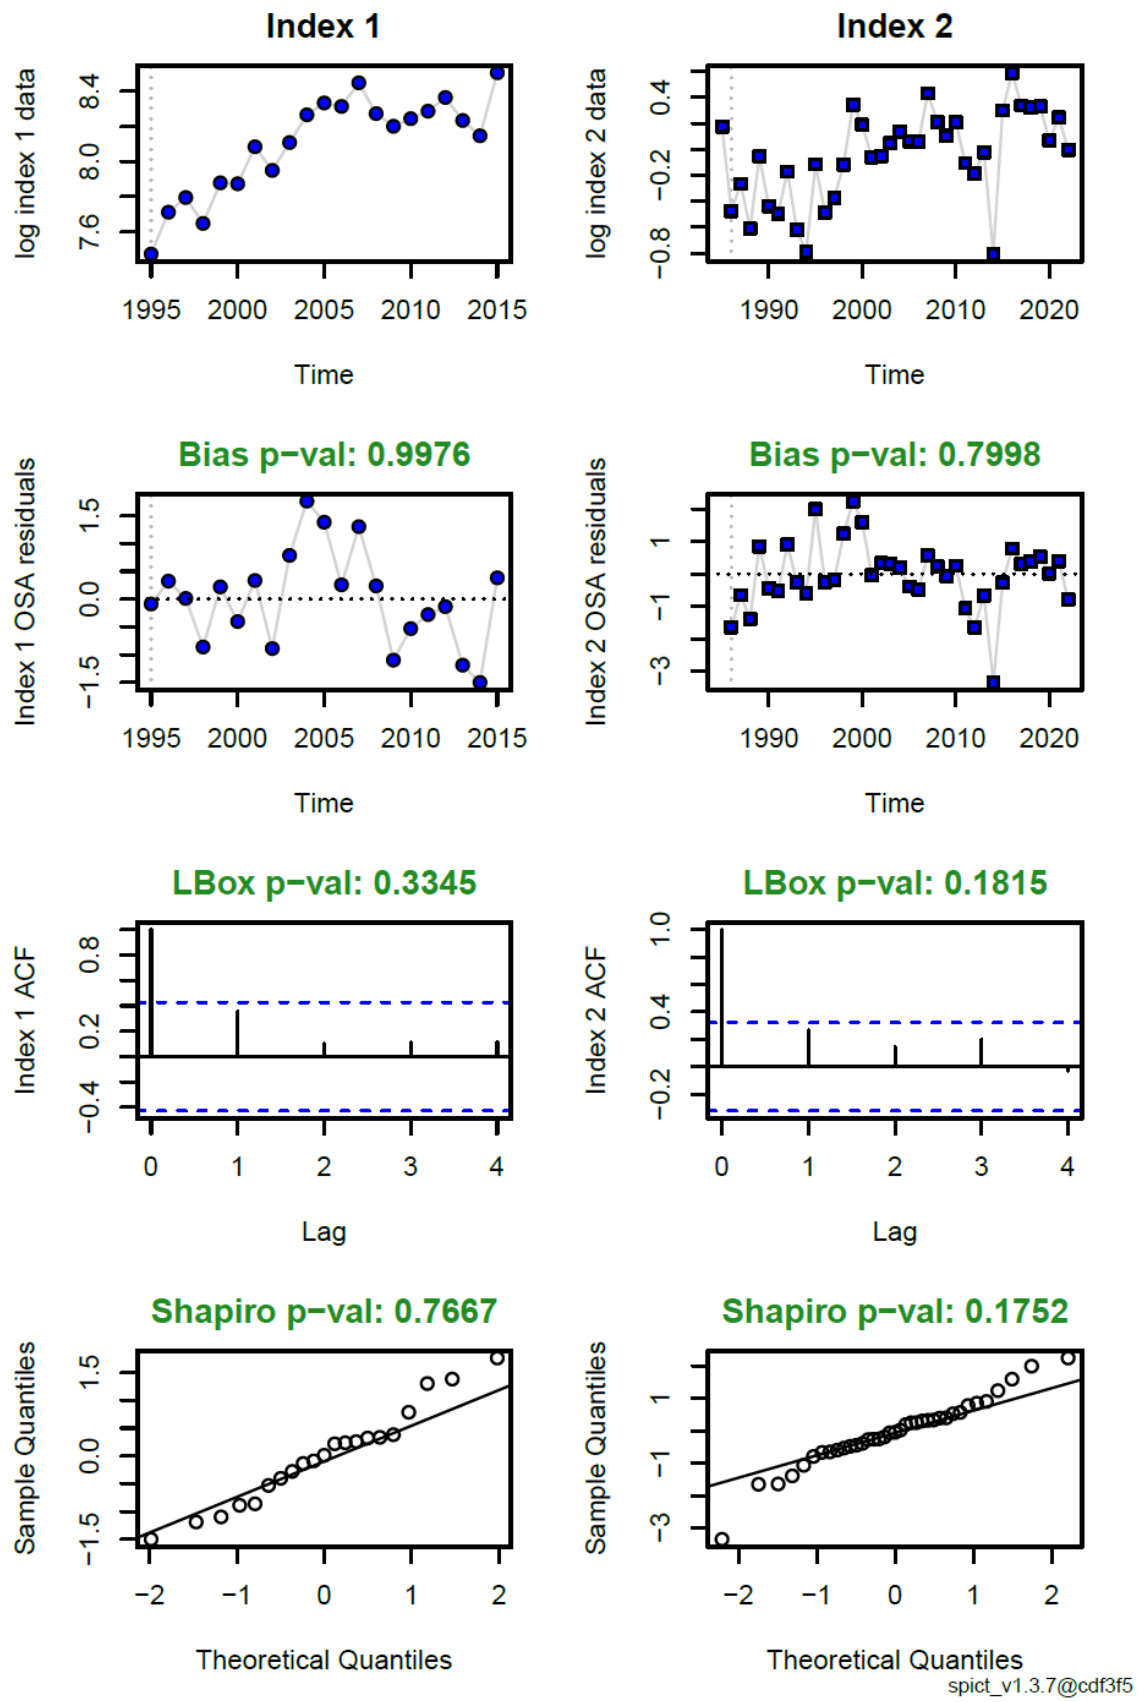 Index 1
log index 1 data
8.4
8.0
7.6
1995 2000 2005 2010 2015
Time
Index 2
log index 2 data
0.4
−0.2
−0.8
1990 2000 2010 2020
Time
Bias p−val: 0.9976
Index 1 OSA residuals
1.5
0.0
−1.5
1995 2000 2005 2010 2015
Time
Bias p−val: 0.7998
Index 2 OSA residuals
1
−1
−3
1990 2000 2010 2020
Time
LBox p−val: 0.3345
Index 1 ACF
0.8
0.2
−0.4
0 1 2 3 4
Lag
LBox p−val: 0.1815
Index 2 ACF
1.0
0.4
−0.2
0 1 2 3 4
Lag
Shapiro p−val: 0.7667
Sample Quantiles
1.5
0.0
−1.5
−2 −1 0 1 2
Theoretical Quantiles
Shapiro p−val: 0.1752
Sample Quantiles
1
−1
−3
−2 −1 0 1 2
Theoretical Quantiles
spict_v1.3.7@cdf3f5